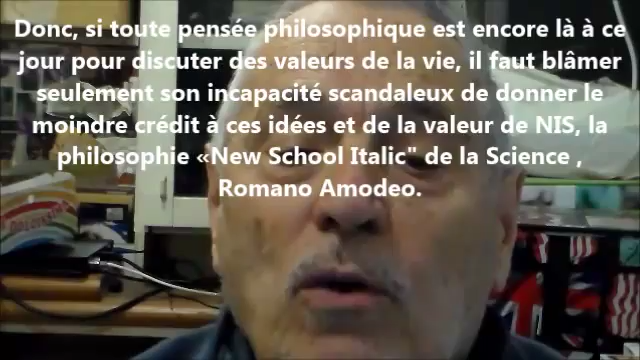 Donc, si toute pensée philosophique est encore là à ce
jour pour discuter des valeurs de la vie, il faut blâmer
seulement son incapacité scandaleux de donner le
moindre crédit à ces idées et de la valeur de NIS, la
philosophie «New School Italic" de la Science ,
Romano Amodeo.